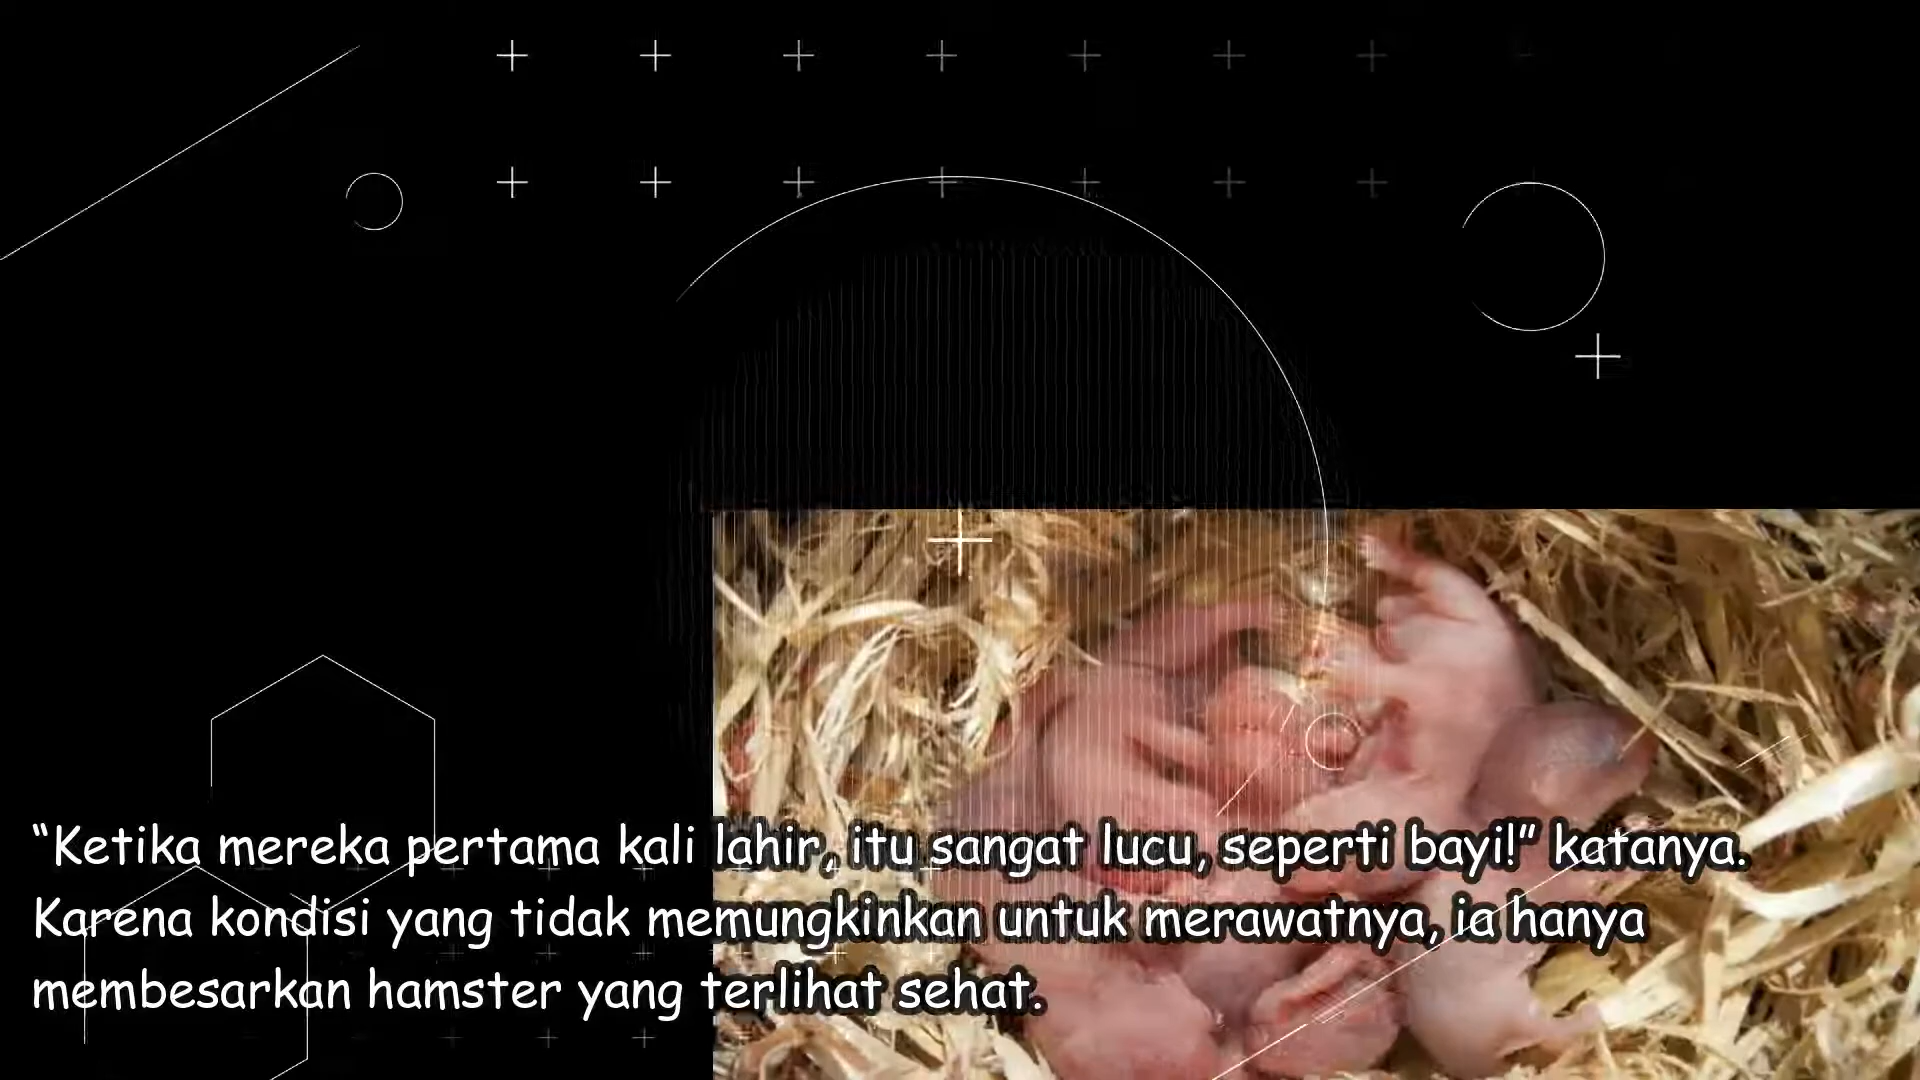 “Ketika mereka pertama kali lahir, itu sangat lucu, seperti bayi!” katanya.
Karena kondisi yang tidak memungkinkan untuk merawatnya, ia hanya
membesarkan hamster yang terlihat sehat.